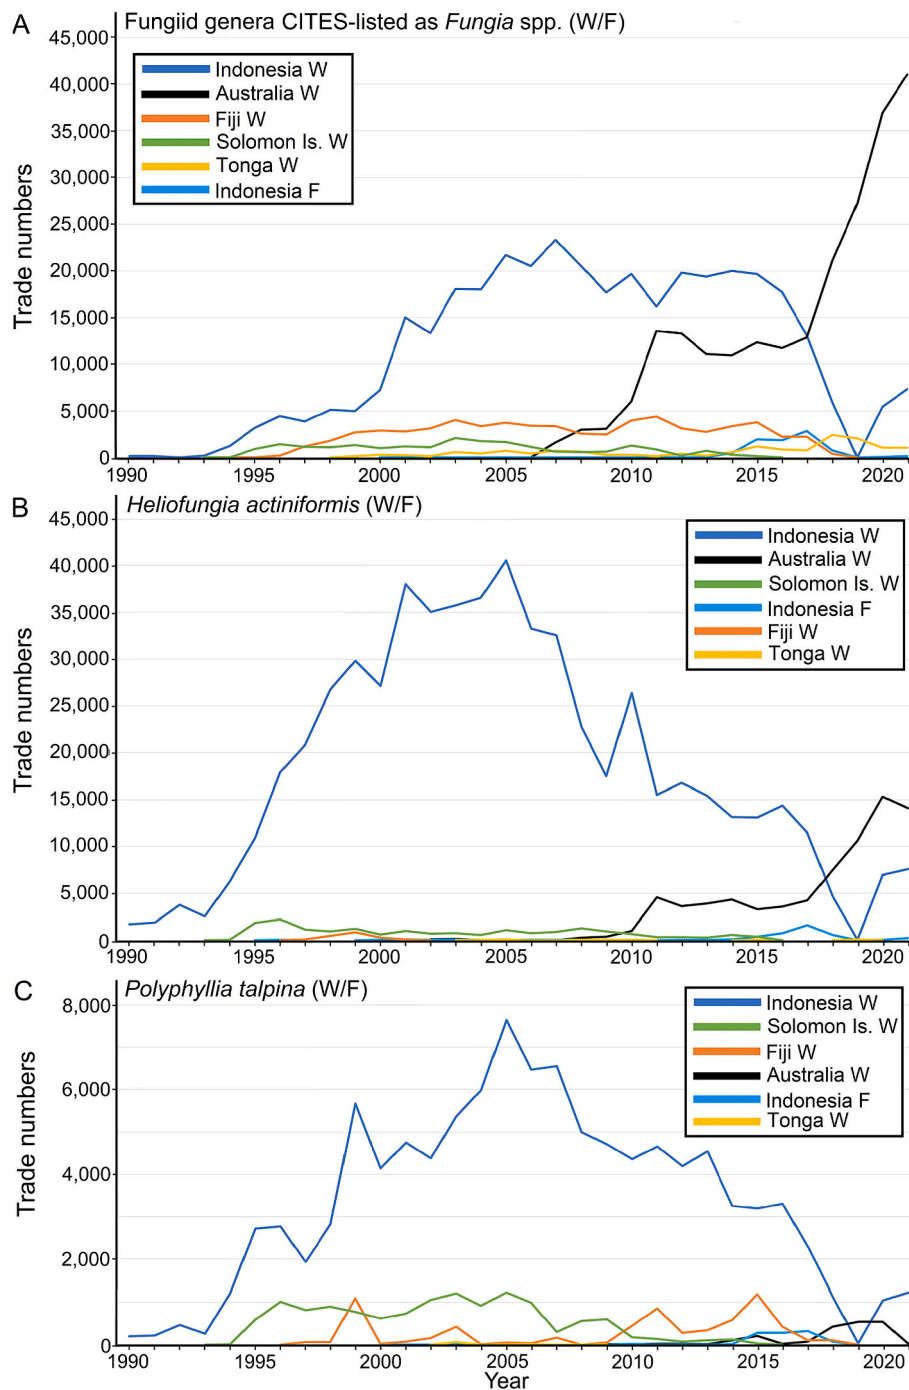 A Fungiid genera CITES-listed as Fungia spp. (W/F)
45,000
40,000
35,000
30,000
25,000
20,000
15,000
10,000
5,000
0
Trade numbers
Indonesia W
Australia W
Fiji W
Solomon Is. W
Tonga W
Indonesia F
1990 1995 2000 2005 2010 2015 2020
B Heliofungia actiniformis (W/F)
45,000
40,000
35,000
30,000
25,000
20,000
15,000
10,000
5,000
0
Trade numbers
Indonesia W
Australia W
Solomon Is. W
Indonesia F
Fiji W
Tonga W
1990 1995 2000 2005 2010 2015 2020
C Polyphyllia talpina (W/F)
8,000
6,000
4,000
2,000
0
Trade numbers
Indonesia W
Solomon Is. W
Fiji W
Australia W
Indonesia F
Tonga W
1990 1995 2000 2005 2010 2015 2020
Year